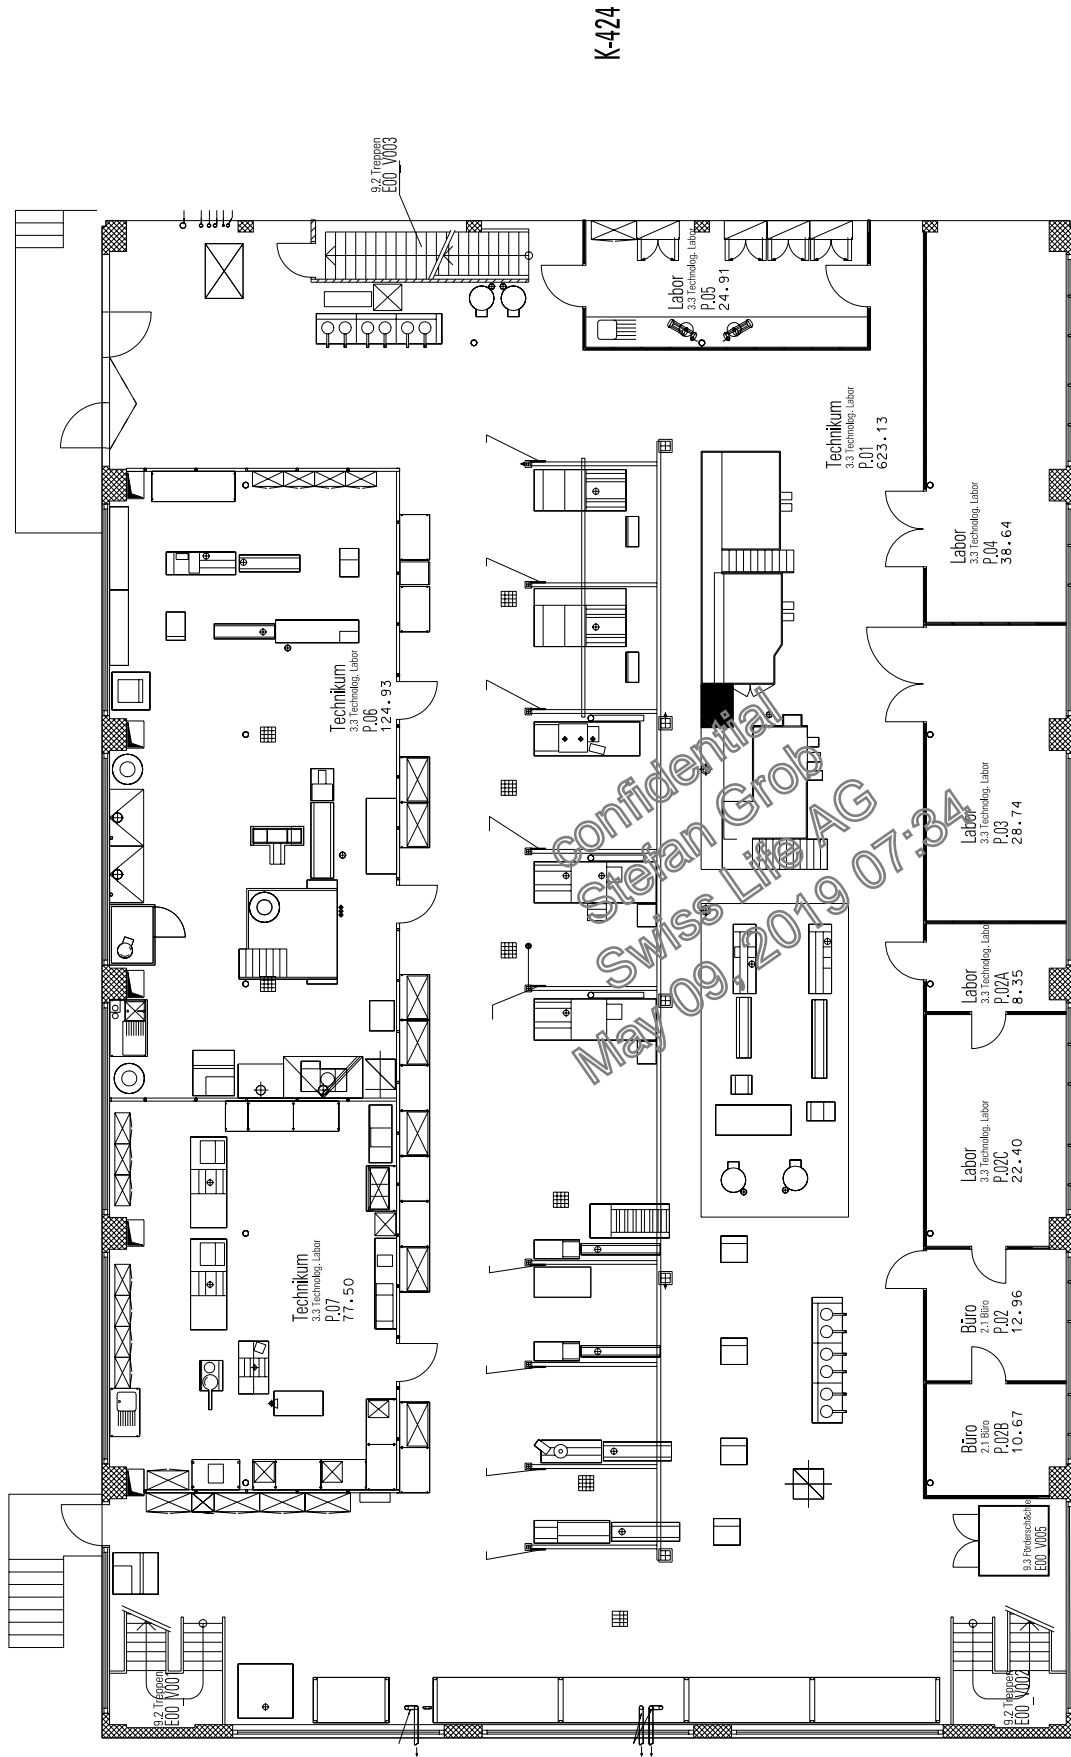 K-424
9.2 Treppen
E00_V003
Labor
3.3 Technolog. Labor
P.05
24.91
Technikum
3.3 Technolog. Labor
P.01
623.13
Labor
3.3 Technolog. Labor
P.04
38.64
Technikum
3.3 Technolog. Labor
P.06
124.93
Labor
3.3 Technolog. Labor
P.03
28.74
confidential
Stefan Grob
Swiss Life AG
May 09, 2019 07:34
Labor
3.3 Technolog. Labor
P.02A
8.35
Labor
3.3 Technolog. Labor
P.02C
22.40
Technikum
3.3 Technolog. Labor
P.07
77.50
Büro
2.1 Büro
P.02
12.96
Büro
2.1 Büro
P.02B
10.67
9.3 Förderschächte
E00_V005
9.2 Treppen
E00_V001
9.2 Treppen
E00_V002